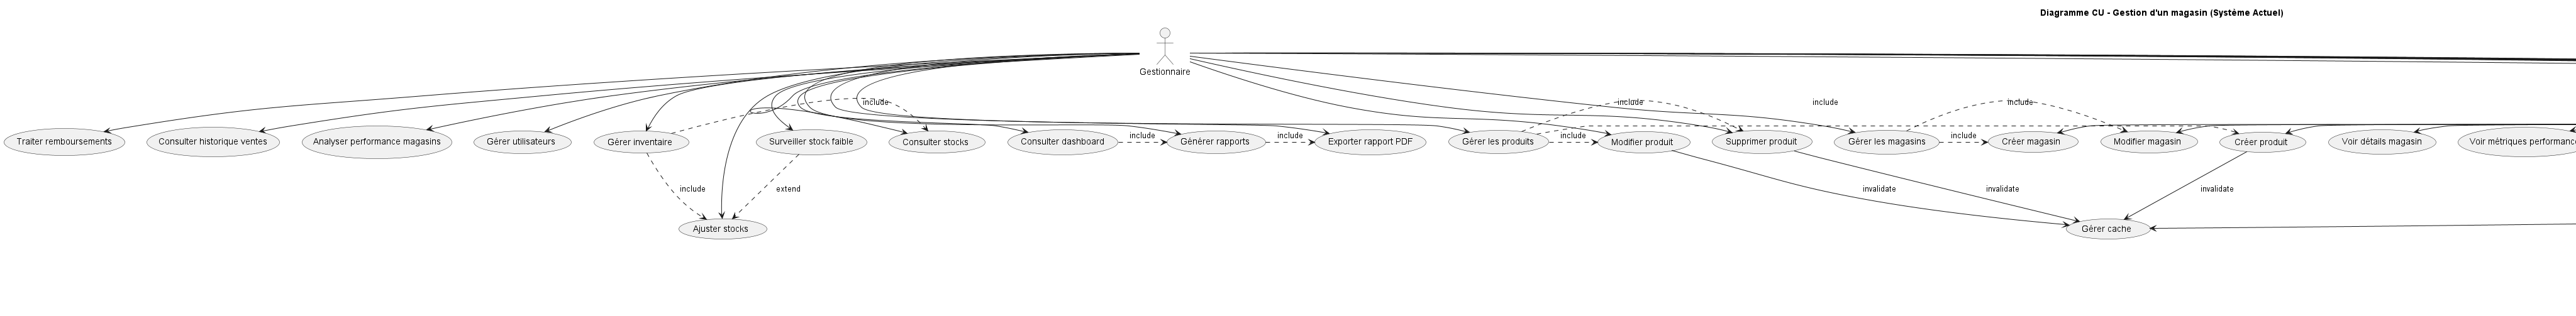 Diagramme CU - Gestion d'un magasin (Système Actuel)
Gestionnaire
include
include
include
include
Traiter remboursements
Consulter historique ventes
Analyser performance magasins
Gérer utilisateurs
Gérer inventaire
Surveiller stock faible
Consulter stocks
Consulter dashboard
include
Générer rapports
include
Exporter rapport PDF
Gérer les produits
include
Modifier produit
Supprimer produit
Gérer les magasins
include
Créer magasin
Modifier magasin
Créer produit
Voir détails magasin
Voir métriques performance
include
extend
invalidate
invalidate
invalidate
Ajuster stocks
Gérer cache